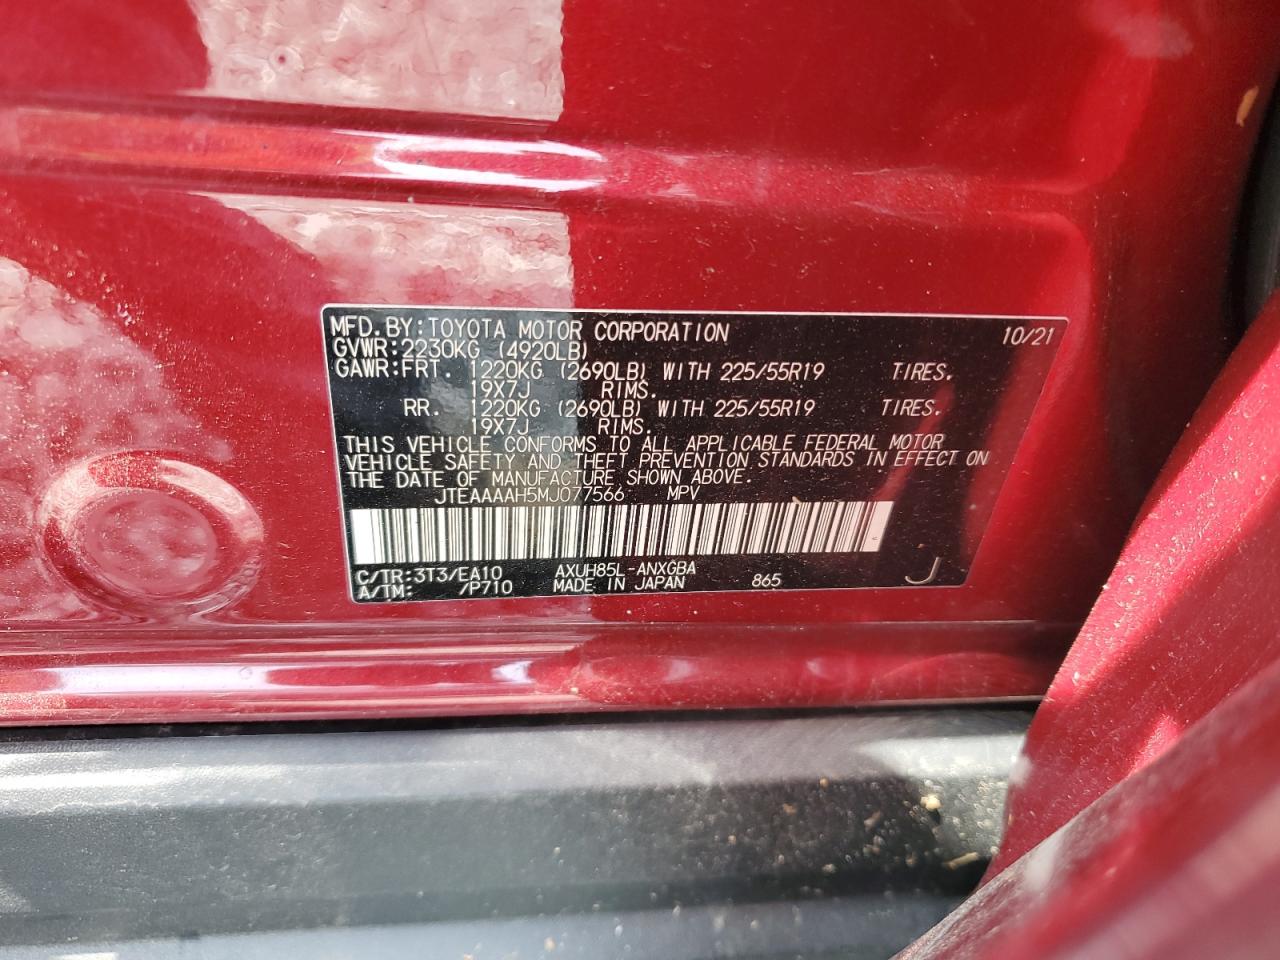 MFD.BY:TOYOTA MOTOR CORPORATION 10/21
GVWR:2230KG (4920LB)
GAWR:FRT. 1220KG (2690LB) WITH 225/55R19 TIRES.
19X7J RIMS.
RR. 1220KG (2690LB) WITH 225/55R19 TIRES.
19X7J RIMS.
THIS VEHICLE CONFORMS TO ALL APPLICABLE FEDERAL MOTOR
VEHICLE SAFETY AND THEFT PREVENTION STANDARDS IN EFFECT ON
THE DATE OF MANUFACTURE SHOWN ABOVE.
JTEAAAAH5MJ077566 MPV
C/TR:3T3/EA10 AXUH85L-ANXGBA
A/TM: /P710 MADE IN JAPAN 865 J